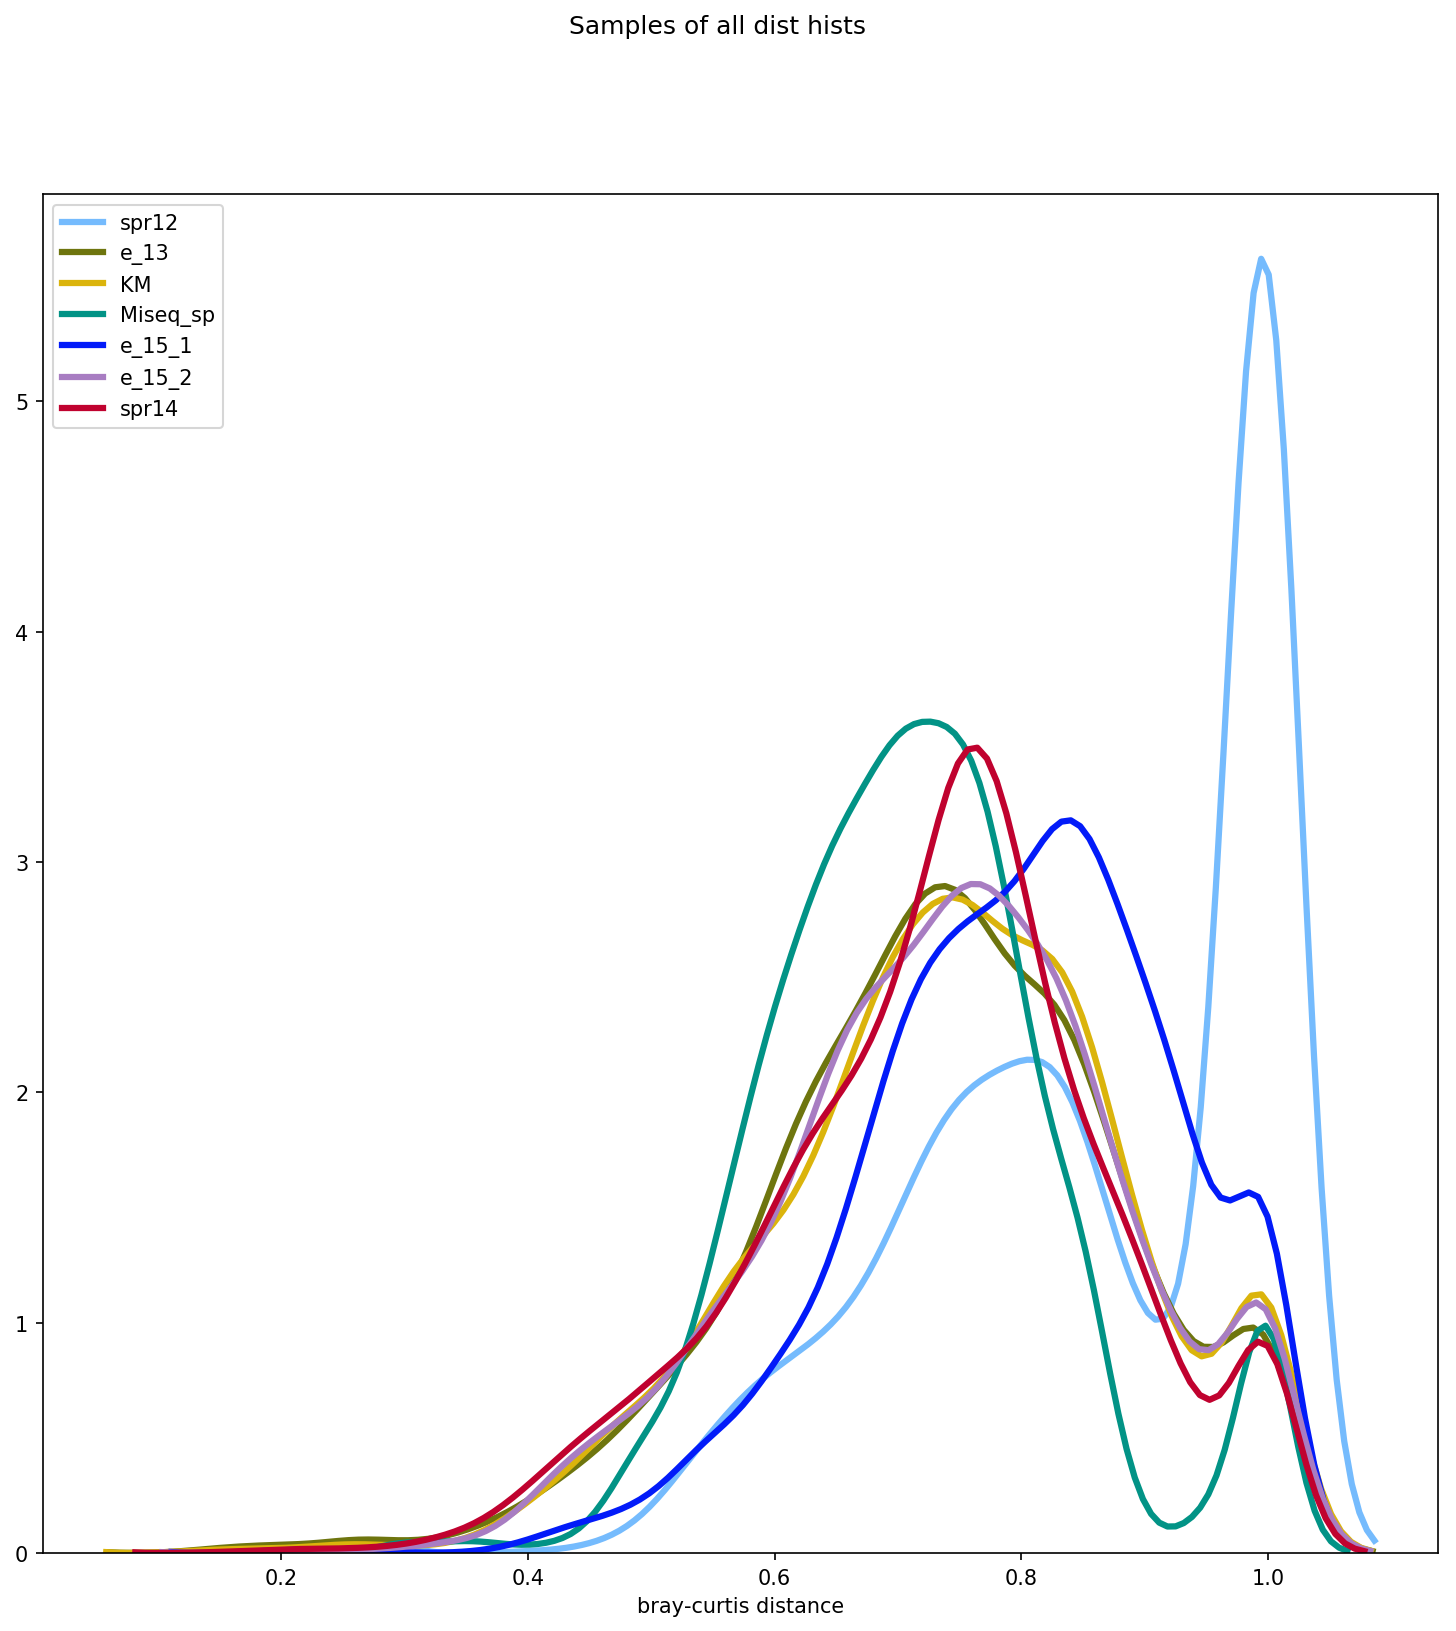 Samples of all dist hists
spr12
e_13
KM
Miseq_sp
e_15_1
e_15_2
spr14
5
4
3
2
1
0
0.2 0.4 0.6 0.8 1.0
bray-curtis distance